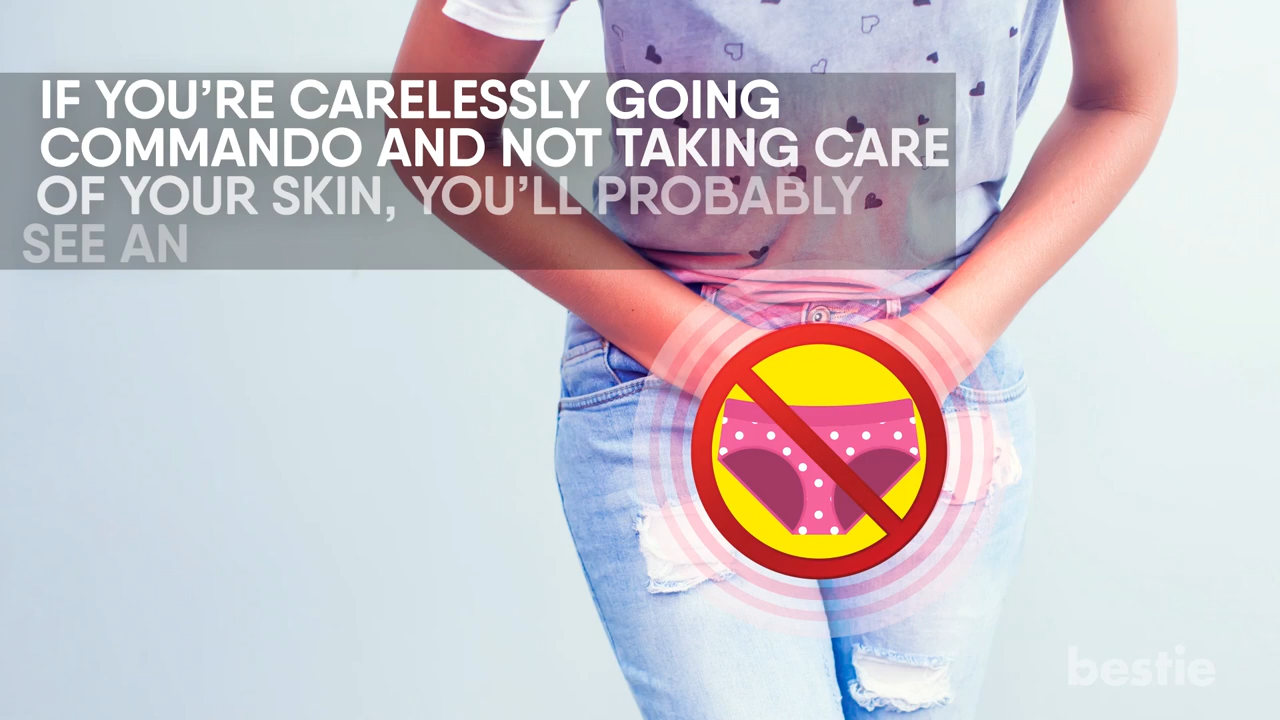 IF YOU’RE CARELESSLY GOING
COMMANDO AND NOT TAKING CARE
OF YOUR SKIN, YOU’LL PROBABLY
SEE AN
bestie